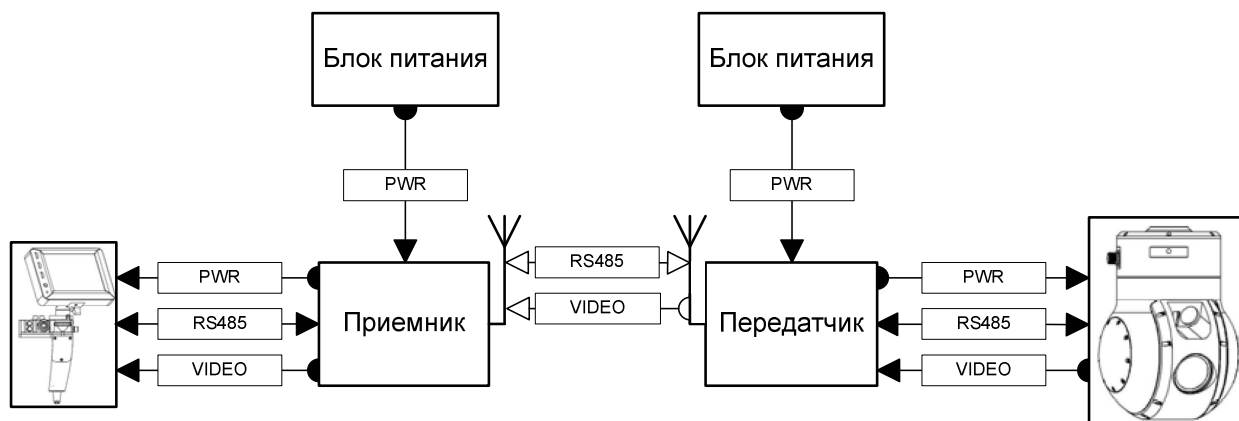 Блок питания
Блок питания
PWR
PWR
RS485
PWR
PWR
RS485
Приемник
VIDEO
Передатчик
RS485
VIDEO
VIDEO